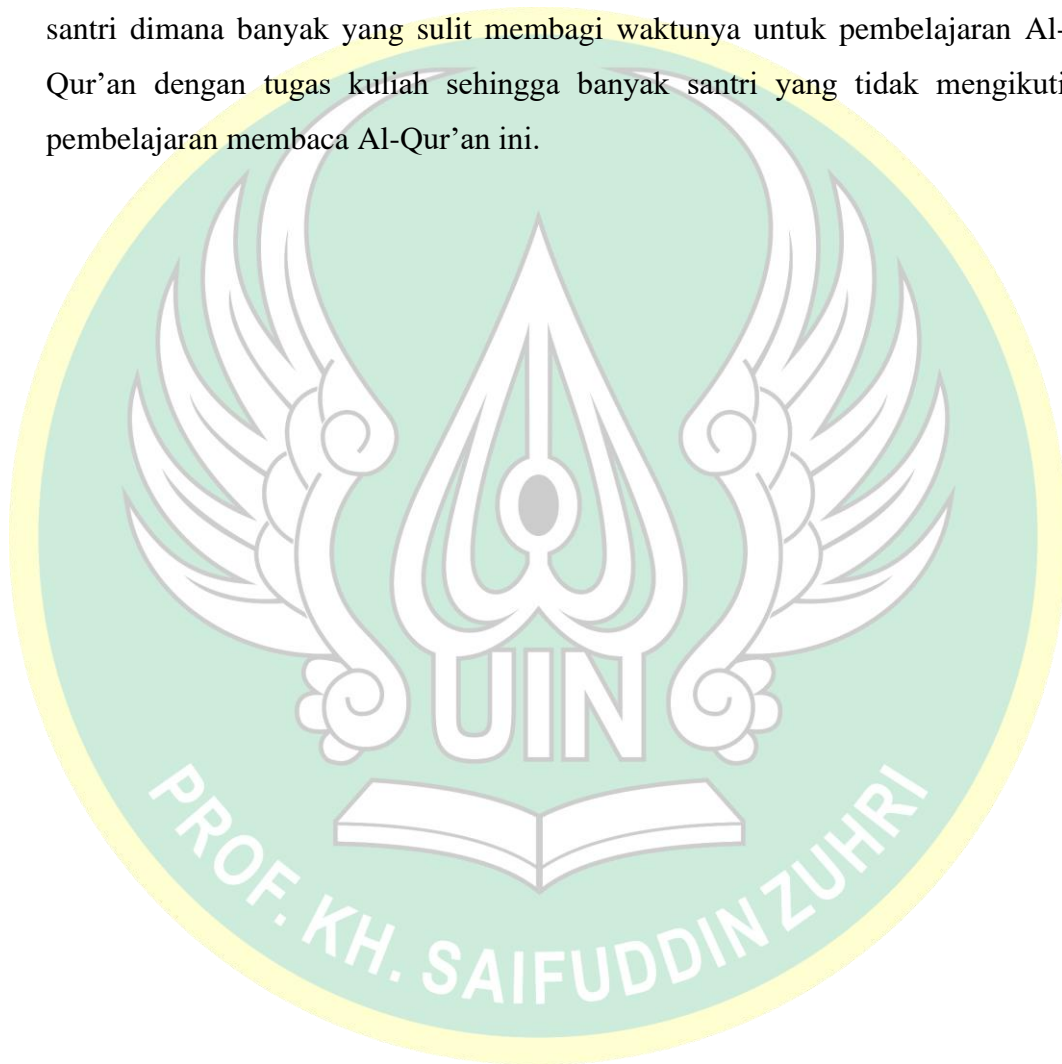 santri dimana banyak yang sulit membagi waktunya untuk pembelajaran Al-
Qur’an dengan tugas kuliah sehingga banyak santri yang tidak mengikuti
pembelajaran membaca Al-Qur’an ini.
UIN
PROF. KH. SAIFUDDIN ZUHRI